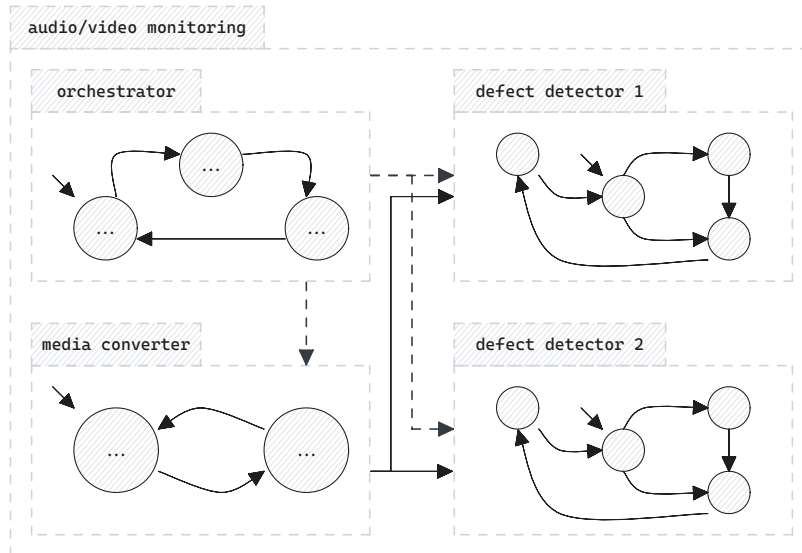 audio/video monitoring
orchestrator
...
...
...
defect detector 1
media converter
...
...
defect detector 2